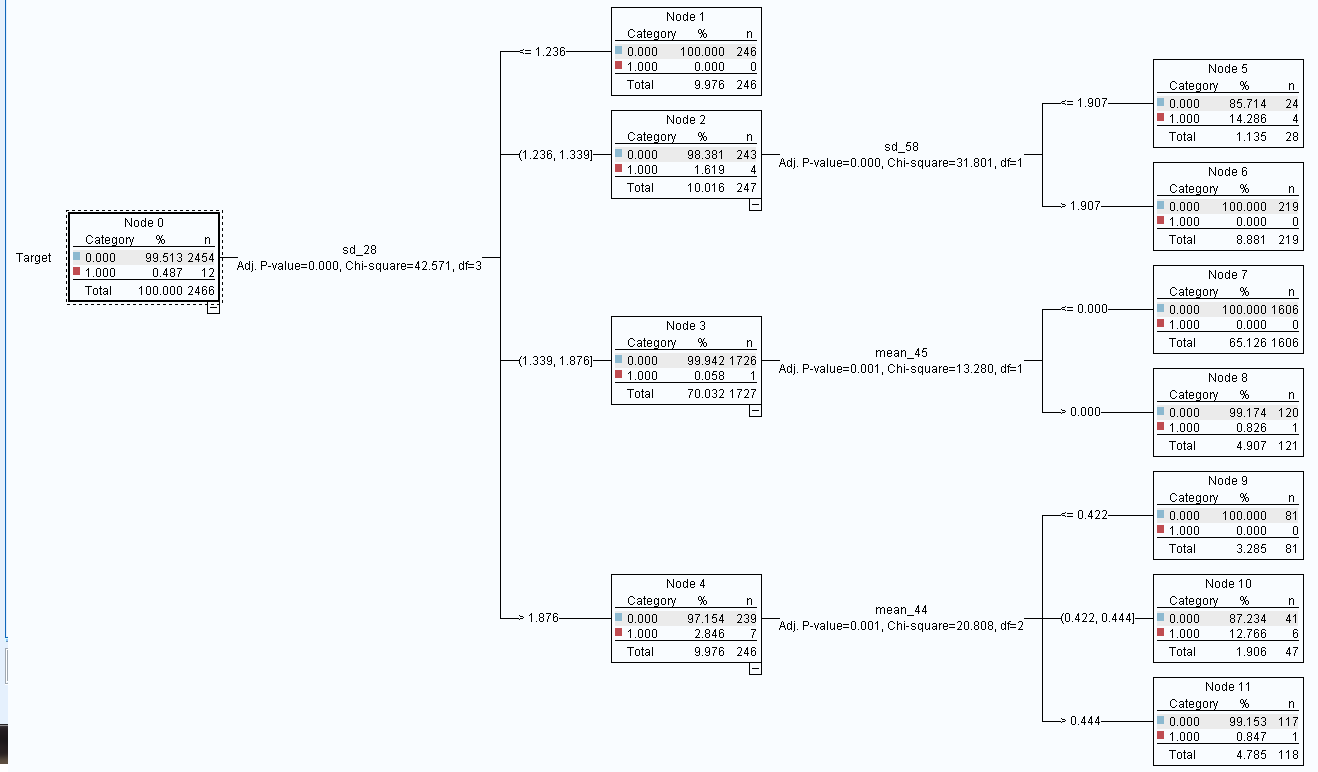 Target
Node 0
Category % n
0.000 99.513 2454
1.000 0.487 12
Total 100.000 2466
sd_28
Adj. P-value=0.000, Chi-square=42.571, df=3
<= 1.236
Node 1
Category % n
0.000 100.000 246
1.000 0.000 0
Total 9.976 246
(1.236, 1.339]
Node 2
Category % n
0.000 98.381 243
1.000 1.619 4
Total 10.016 247
sd_58
Adj. P-value=0.000, Chi-square=31.801, df=1
<= 1.907
Node 5
Category % n
0.000 85.714 24
1.000 14.286 4
Total 1.135 28
> 1.907
Node 6
Category % n
0.000 100.000 219
1.000 0.000 0
Total 8.881 219
(1.339, 1.876]
Node 3
Category % n
0.000 99.942 1726
1.000 0.058 1
Total 70.032 1727
mean_45
Adj. P-value=0.001, Chi-square=13.280, df=1
<= 0.000
Node 7
Category % n
0.000 100.000 1606
1.000 0.000 0
Total 65.126 1606
> 0.000
Node 8
Category % n
0.000 99.174 120
1.000 0.826 1
Total 4.907 121
> 1.876
Node 4
Category % n
0.000 97.154 239
1.000 2.846 7
Total 9.976 246
mean_44
Adj. P-value=0.001, Chi-square=20.808, df=2
<= 0.422
Node 9
Category % n
0.000 100.000 81
1.000 0.000 0
Total 3.285 81
(0.422, 0.444]
Node 10
Category % n
0.000 87.234 41
1.000 12.766 6
Total 1.906 47
> 0.444
Node 11
Category % n
0.000 99.153 117
1.000 0.847 1
Total 4.785 118